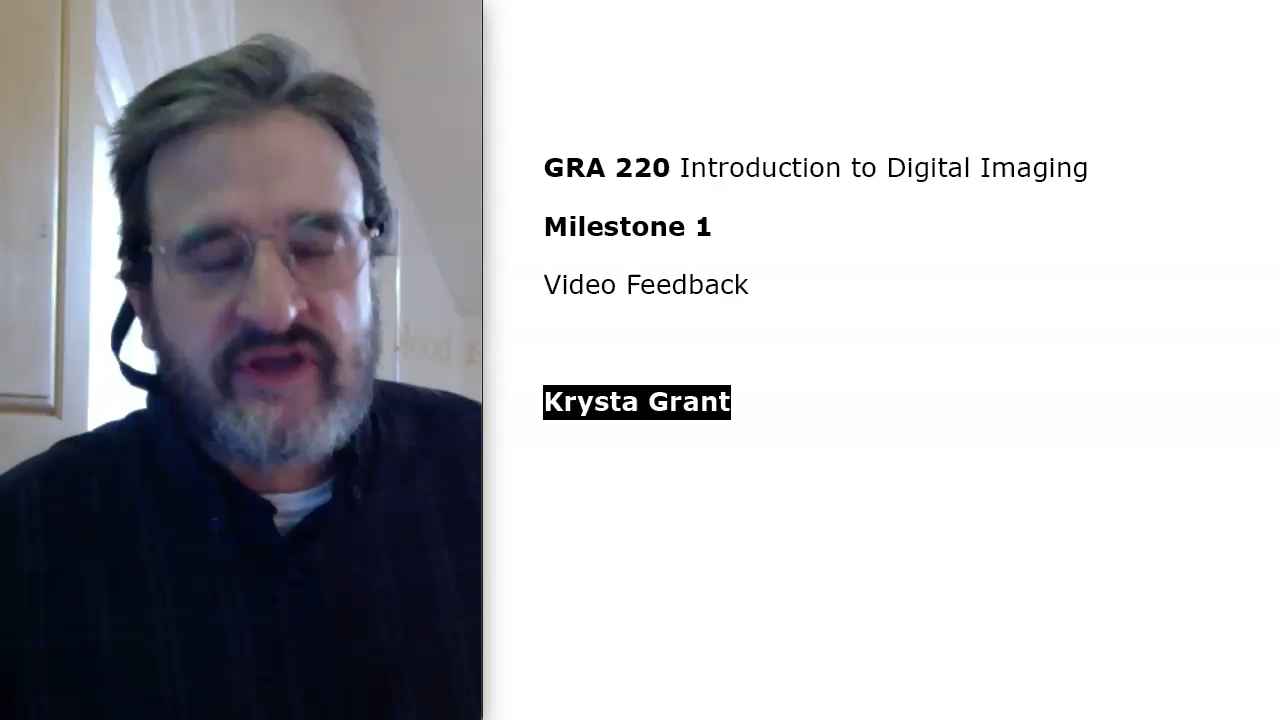 GRA 220 Introduction to Digital Imaging
Milestone 1
Video Feedback
Krysta Grant